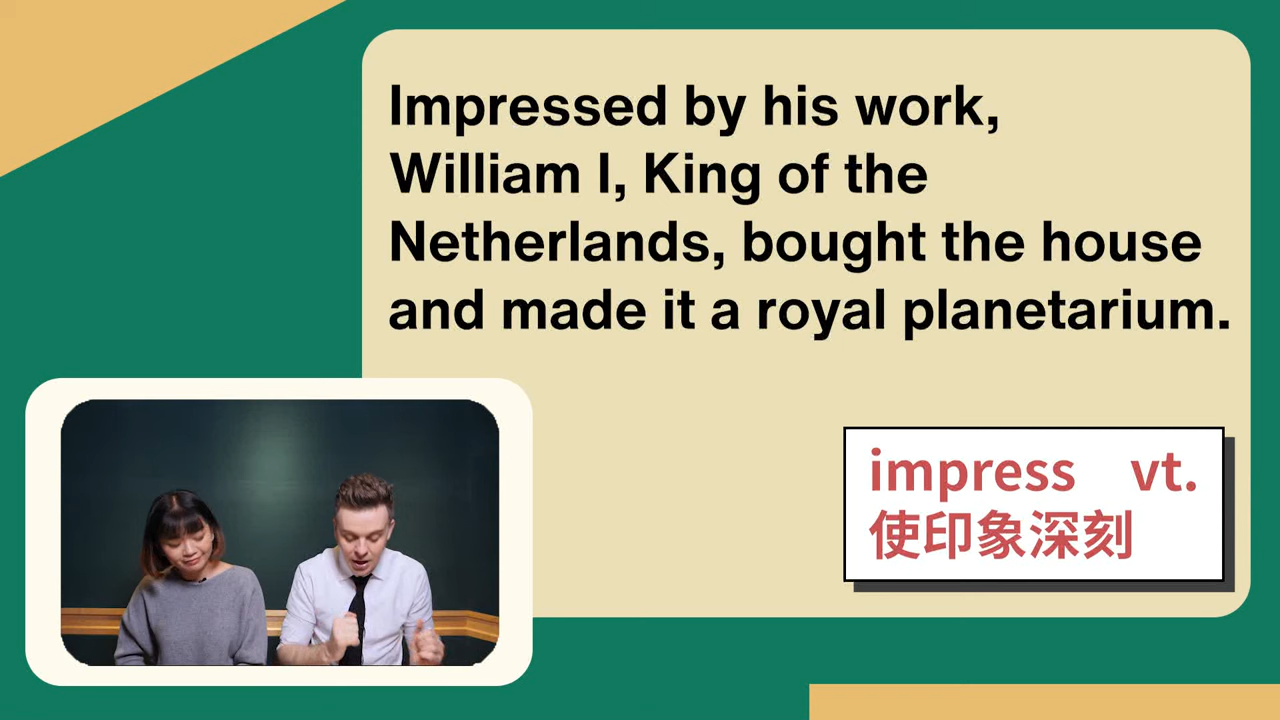 Impressed by his work,
William I, King of the
Netherlands, bought the house
and made it a royal planetarium.
impress vt.
使印象深刻